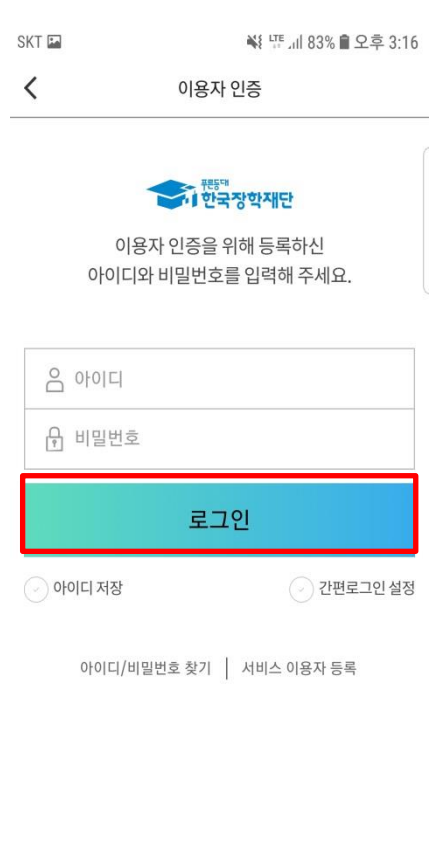 SKT LTE 83% 오후 3:16
이용자 인증
푸른등대
한국장학재단
이용자 인증을 위해 등록하신
아이디와 비밀번호를 입력해 주세요.
아이디
비밀번호
로그인
아이디 저장 간편로그인 설정
아이디/비밀번호 찾기 | 서비스 이용자 등록